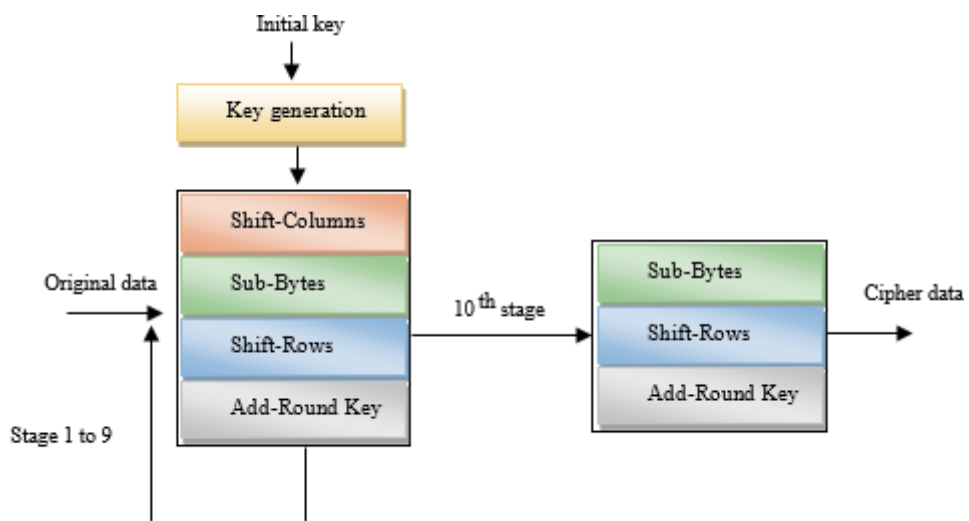 Initial key
Key generation
Shift-Columns
Sub-Bytes
Shift-Rows
Add-Round Key
Original data
Stage 1 to 9
10th stage
Sub-Bytes
Shift-Rows
Add-Round Key
Cipher data